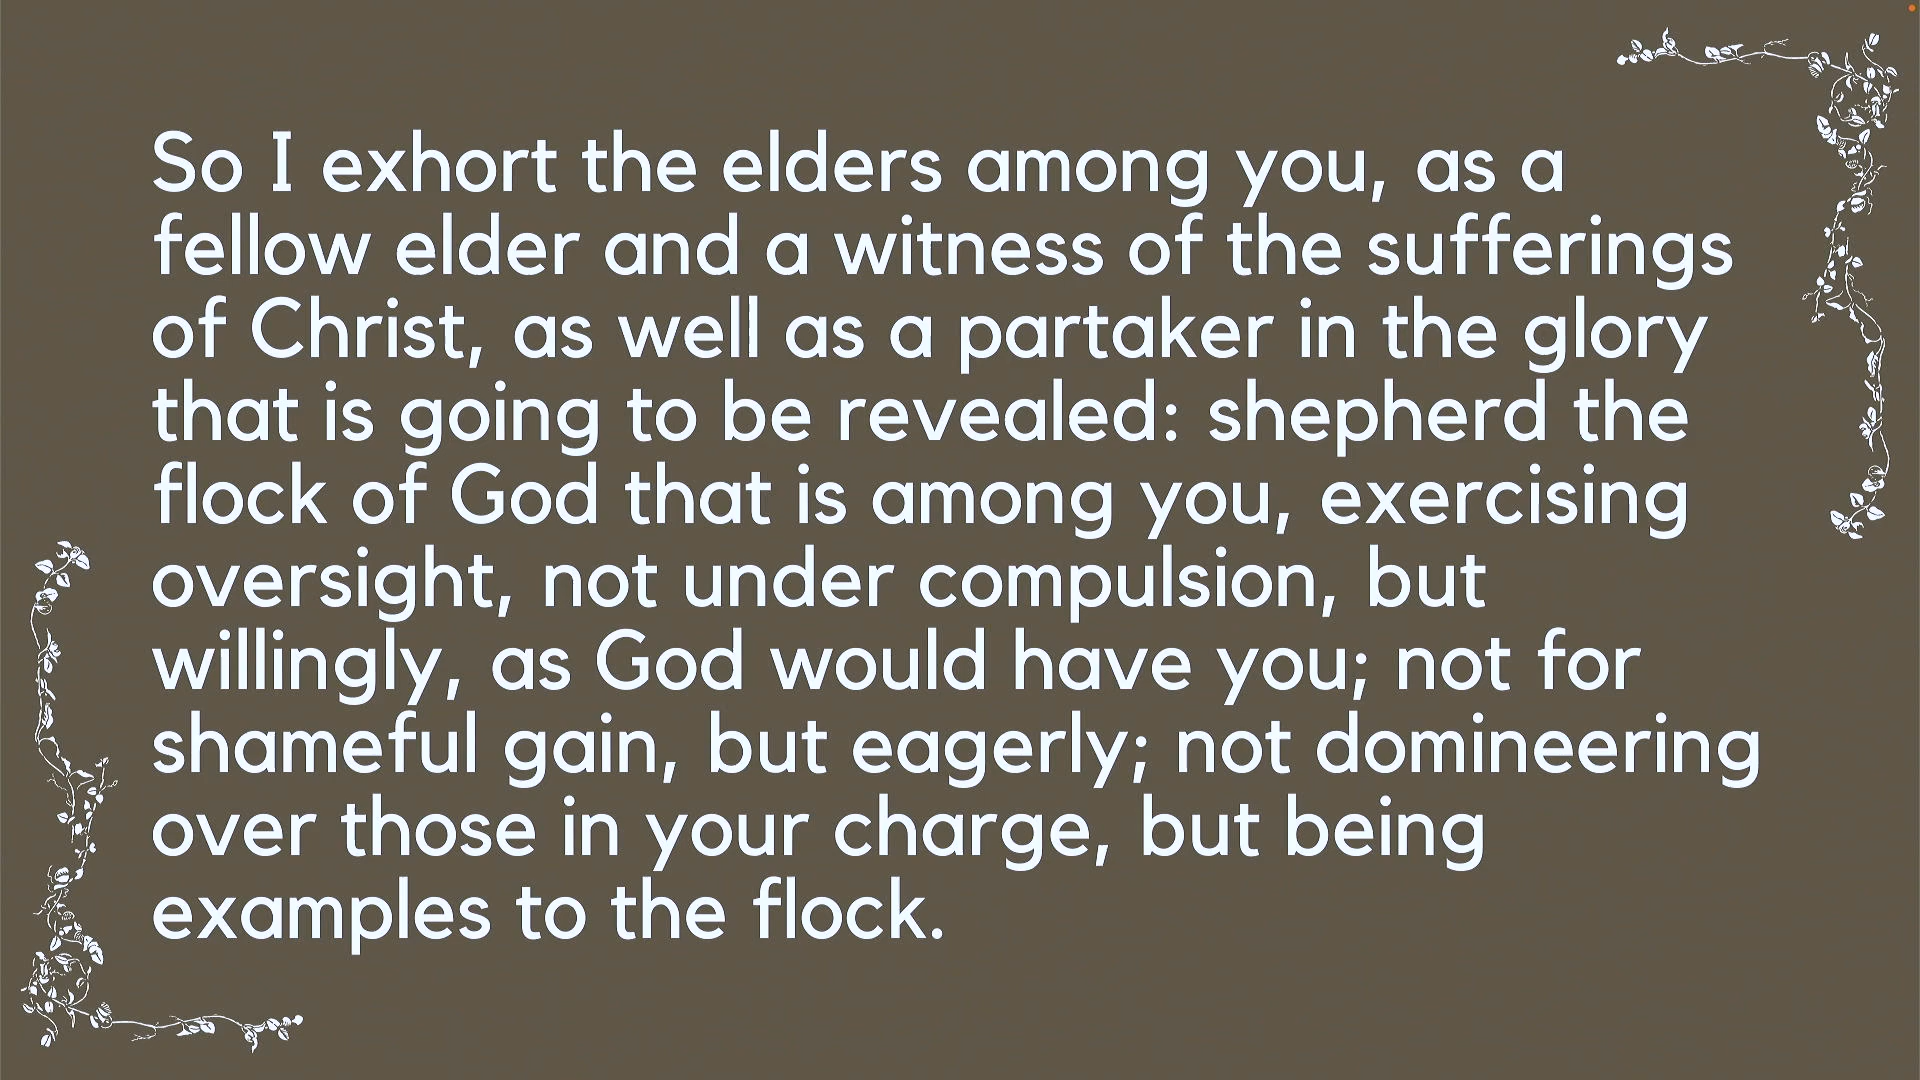 So I exhort the elders among you, as a
fellow elder and a witness of the sufferings
of Christ, as well as a partaker in the glory
that is going to be revealed: shepherd the
flock of God that is among you, exercising
oversight, not under compulsion, but
willingly, as God would have you; not for
shameful gain, but eagerly; not domineering
over those in your charge, but being
examples to the flock.